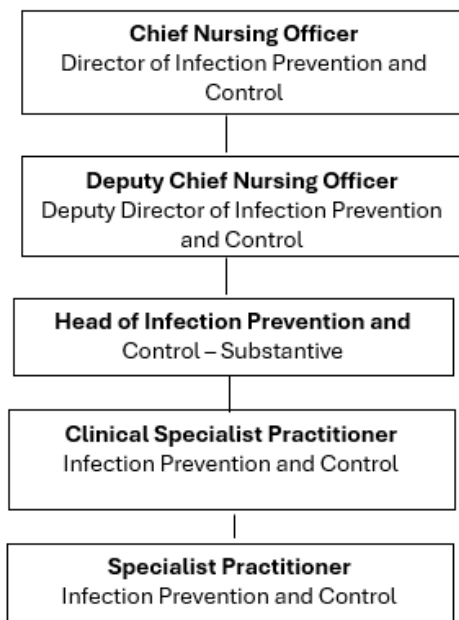 Chief Nursing Officer
Director of Infection Prevention and
Control
Deputy Chief Nursing Officer
Deputy Director of Infection Prevention
and Control
Head of Infection Prevention and
Control – Substantive
Clinical Specialist Practitioner
Infection Prevention and Control
Specialist Practitioner
Infection Prevention and Control